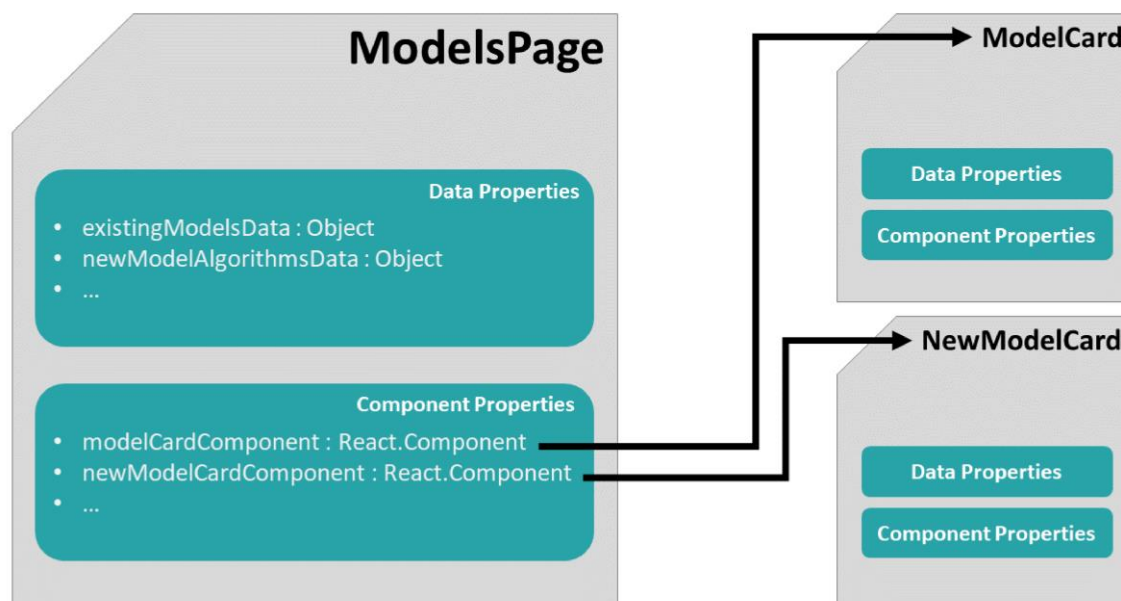 ModelsPage
Data Properties
• existingModelsData : Object
• newModelAlgorithmsData : Object
• ...
Component Properties
• modelCardComponent : React.Component
• newModelCardComponent : React.Component
• ...
ModelCard
Data Properties
Component Properties
NewModelCard
Data Properties
Component Properties